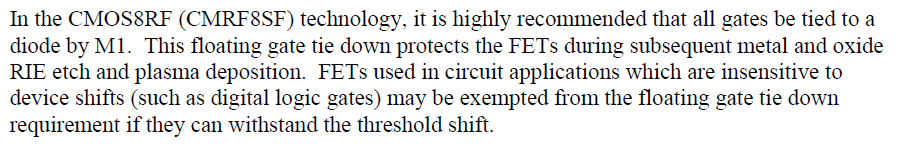 In the CMOS8RF (CMRF8SF) technology, it is highly recommended that all gates be tied to a
diode by M1.  This floating gate tie down protects the FETs during subsequent metal and oxide
RIE etch and plasma deposition.  FETs used in circuit applications which are insensitive to
device shifts (such as digital logic gates) may be exempted from the floating gate tie down
requirement if they can withstand the threshold shift.